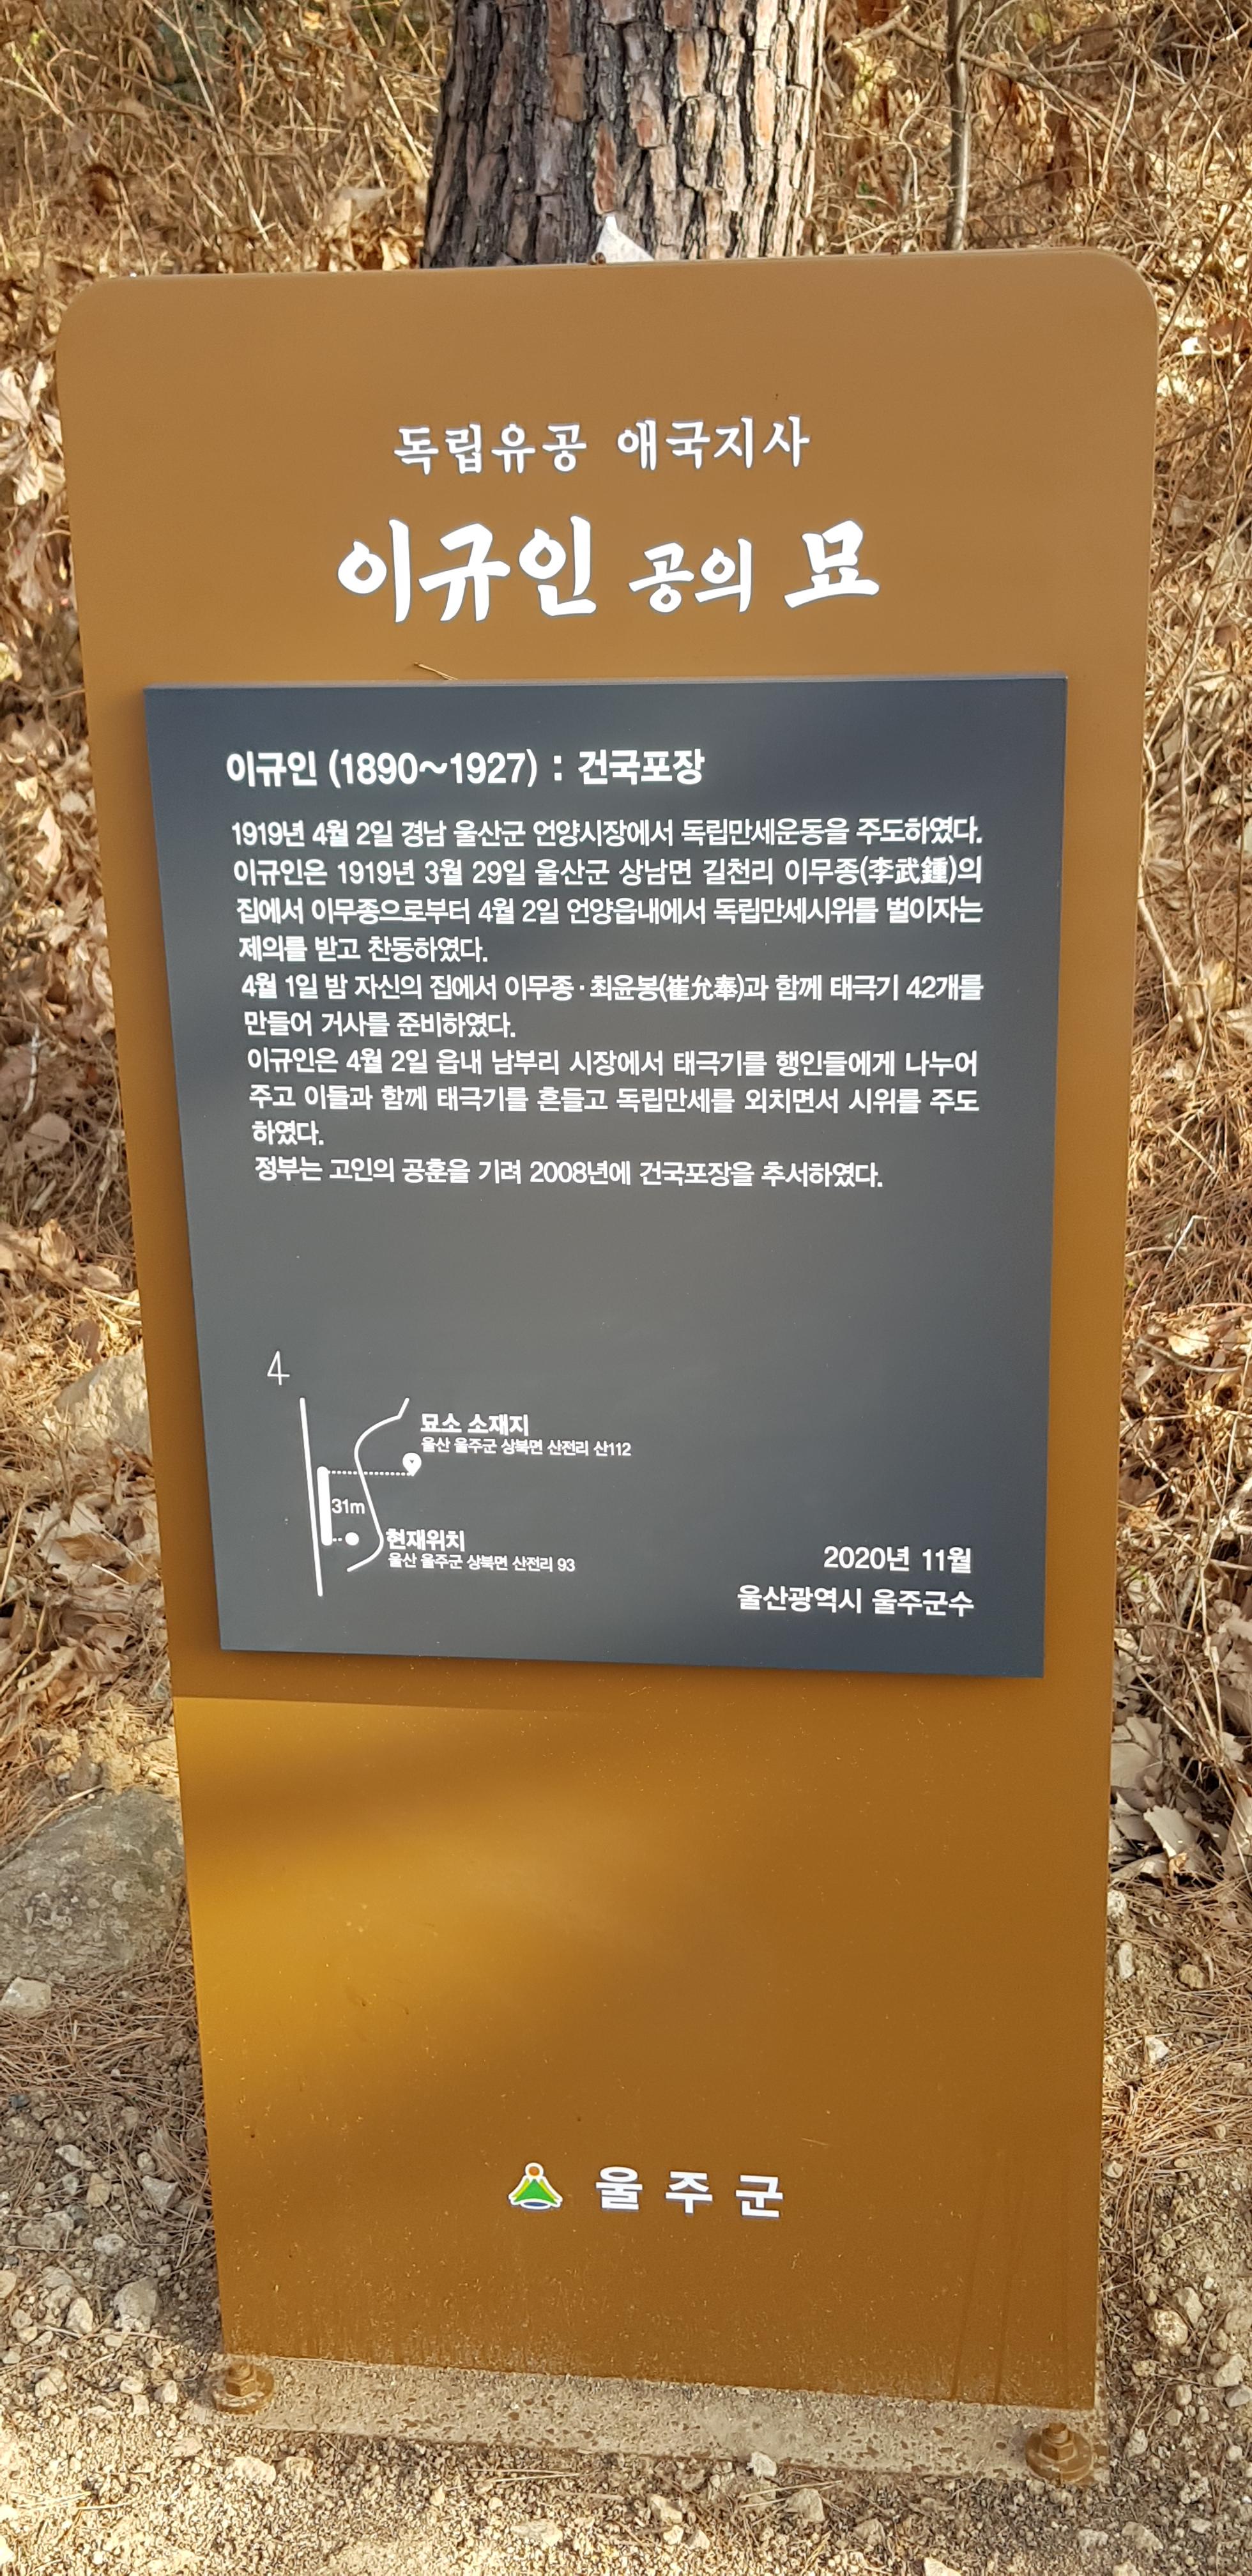 독립유공 애국지사
이규인 공의 묘
이규인 (1890~1927) : 건국포장
1919년 4월 2일 경남 울산군 언양시장에서 독립만세운동을 주도하였다.
이규인은 1919년 3월 29일 울산군 상남면 길천리 이무종(李武鍾)의
집에서 이무종으로부터 4월 2일 언양읍내에서 독립만세시위를 벌이자는
제의를 받고 찬동하였다.
4월 1일 밤 자신의 집에서 이무종·최윤봉(崔允奉)과 함께 태극기 42개를
만들어 거사를 준비하였다.
이규인은 4월 2일 읍내 남부리 시장에서 태극기를 행인들에게 나누어
주고 이들과 함께 태극기를 흔들고 독립만세를 외치면서 시위를 주도
하였다.
정부는 고인의 공훈을 기려 2008년에 건국포장을 추서하였다.
4
묘소 소재지
울산 울주군 상북면 산전리 산112
31m
현재위치
울산 울주군 상북면 산전리 93
2020년 11월
울산광역시 울주군수
울주군